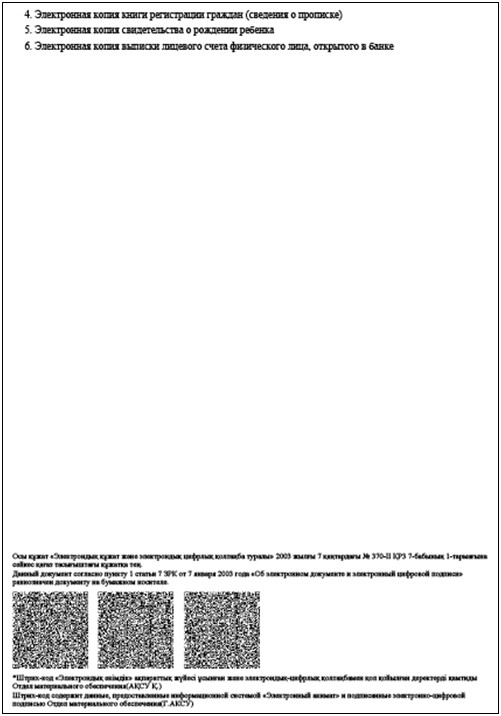 4. Электронная копия книги регистрации граждан (сведения о прописке)
5. Электронная копия свидетельства о рождении ребенка
6. Электронная копия выписки лицевого счета физического лица, открытого в банке
Осы құжат «Электрондық құжат және электрондық цифрлық қолтаңба туралы» 2003 жылғы 7 қаңтардағы № 370-II ҚРЗ 7-бабының 1-тармағына
сәйкес қағаз тасығыштағы құжатқа тең.
Данный документ согласно пункту 1 статьи 7 ЗРК от 7 января 2003 года «Об электронном документе и электронный цифровой подписи»
равнозначен документу на бумажном носителе.
*Штрих-код «Электрондық әкімдік» ақпараттық жүйесі ұсынған және электрондық-цифрлық қолтаңбамен қол қойылған деректерді қамтиды
Отдел материального обеспечения(АҚСУ Қ.)
Штрих-код содержит данные, предоставленные информационной системой «Электронный акимат» и подписанные электронно-цифровой
подписью Отдел материального обеспечения(Г.АКСУ)